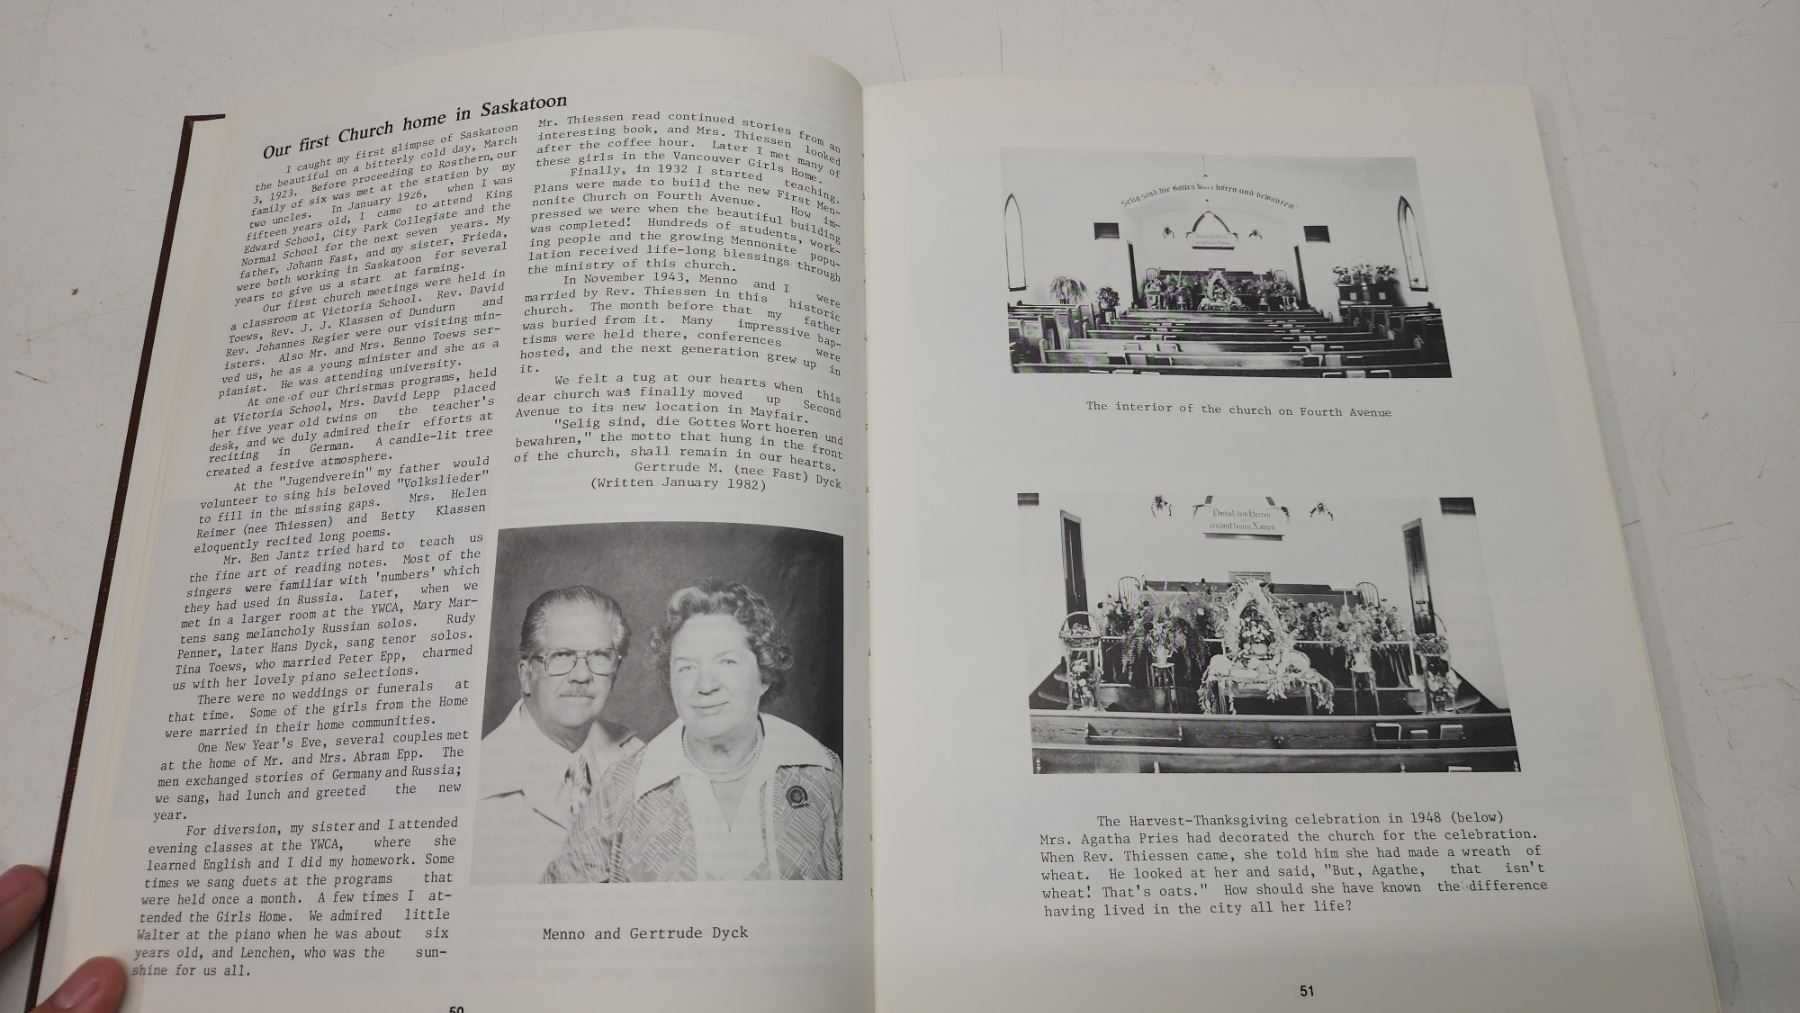 Our first Church home in Saskatoon
I caught my first glimpse of Saskatoon
the beautiful on a bitterly cold day, March
3, 1923. Before proceeding to Rosthern, our
family of six was met at the station by my
two uncles. In January 1926, when I was
fifteen years old, I came to attend King
Edward School, City Park Collegiate and the
Normal School for the next seven years. My
father, Johann Fast, and my sister, Frieda,
were both working in Saskatoon for several
years to give us a start at farming.
Our first church meetings were held in
a classroom at Victoria School. Rev. David
Toews, Rev. J. J. Klassen of Dundurn and
Rev. Johannes Regier were our visiting min-
isters. Also Mr. and Mrs. Benno Toews ser-
ved us, he as a young minister and she as a
pianist. He was attending university.
At one of our Christmas programs, held
at Victoria School, Mrs. David Lepp placed
her five year old twins on the teacher's
desk, and we duly admired their efforts at
reciting in German. A candle-lit tree
created a festive atmosphere.
At the "Jugendverein" my father would
volunteer to sing his beloved "Volkslieder"
to fill in the missing gaps. Mrs. Helen
Reimer (nee Thiessen) and Betty Klassen
eloquently recited long poems.
Mr. Ben Jantz tried hard to teach us
the fine art of reading notes. Most of the
singers were familiar with 'numbers' which
they had used in Russia. Later, when we
met in a larger room at the YWCA, Mary Mar-
tens sang melancholy Russian solos. Rudy
Penner, later Hans Dyck, sang tenor solos.
Tina Toews, who married Peter Epp, charmed
us with her lovely piano selections.
There were no weddings or funerals at
that time. Some of the girls from the Home
were married in their home communities.
One New Year's Eve, several couples met
at the home of Mr. and Mrs. Abram Epp. The
men exchanged stories of Germany and Russia;
we sang, had lunch and greeted the new
year.
For diversion, my sister and I attended
evening classes at the YWCA, where she
learned English and I did my homework. Some
times we sang duets at the programs that
were held once a month. A few times I at-
tended the Girls Home. We admired little
Walter at the piano when he was about six
years old, and Lenchen, who was the sun-
shine for us all.
Mr. Thiessen read continued stories from an
interesting book, and Mrs. Thiessen looked
after the coffee hour. Later I met many of
these girls in the Vancouver Girls Home.
Finally, in 1932 I started teaching.
Plans were made to build the new First Men-
nonite Church on Fourth Avenue. How im-
pressed we were when the beautiful building
was completed! Hundreds of students, work-
ing people and the growing Mennonite popu-
lation received life-long blessings through
the ministry of this church.
In November 1943, Menno and I were
married by Rev. Thiessen in this historic
church. The month before that my father
was buried from it. Many impressive bap-
tisms were held there, conferences were
hosted, and the next generation grew up in
it.
We felt a tug at our hearts when this
dear church was finally moved up Second
Avenue to its new location in Mayfair.
"Selig sind, die Gottes Wort hoeren und
bewahren," the motto that hung in the front
of the church, shall remain in our hearts.
Gertrude M. (nee Fast) Dyck
(Written January 1982)
Menno and Gertrude Dyck
50
Selig sind die Gottes Wort hören und bewahren.
The interior of the church on Fourth Avenue
The Harvest-Thanksgiving celebration in 1948 (below)
Mrs. Agatha Pries had decorated the church for the celebration.
When Rev. Thiessen came, she told him she had made a wreath of
wheat. He looked at her and said, "But, Agathe, that isn't
wheat! That's oats." How should she have known the difference
having lived in the city all her life?
51